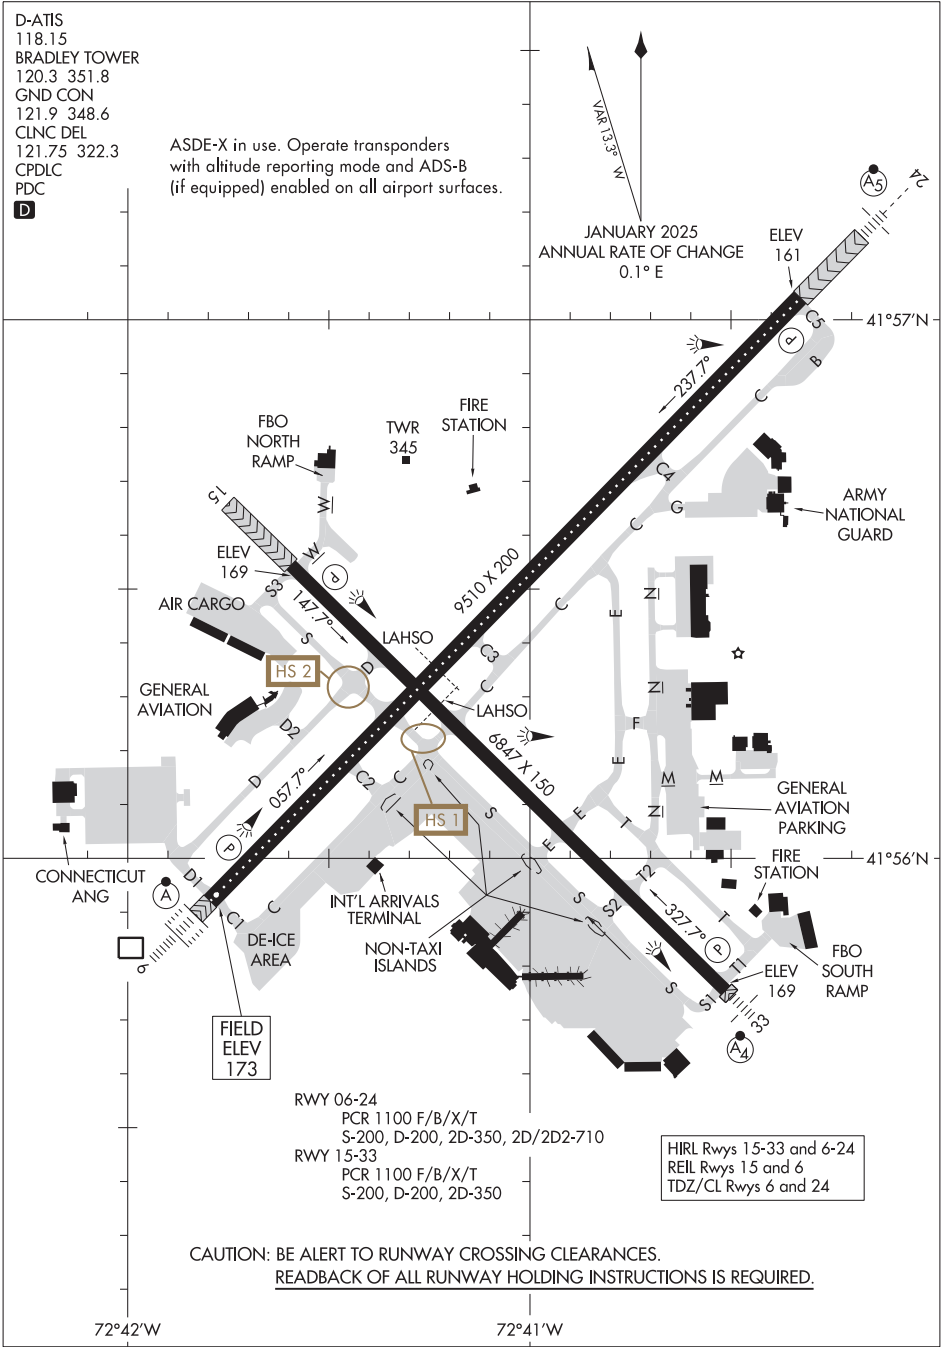 D-ATIS
118.15
BRADLEY TOWER
120.3 351.8
GND CON
121.9 348.6
CLNC DEL
121.75 322.3
CPDLC
PDC
D
ASDE-X in use. Operate transponders
with altitude reporting mode and ADS-B
(if equipped) enabled on all airport surfaces.
VAR 13.3° W
JANUARY 2025
ANNUAL RATE OF CHANGE
0.1° E
A5
24
ELEV
161
C5
41°57'N
P
B
237.7°
C
FBO
NORTH
RAMP
TWR
345
FIRE
STATION
C4
G
C
ARMY
NATIONAL
GUARD
15
W
W
ELEV
169
P
S3
147.7°
9510 X 200
AIR CARGO
S
C
E
N
LAHSO
D
C3
HS 2
C
N
GENERAL
AVIATION
LAHSO
D2
F
6847 X 150
D
057.7°
C2
C
C
E
M
M
HS 1
S
E
T
N
GENERAL
AVIATION
PARKING
P
E
41°56'N
CONNECTICUT
ANG
D1
A
C1
C
INT'L ARRIVALS
TERMINAL
T2
FIRE
STATION
S
S2
327.7°
T
DE-ICE
AREA
NON-TAXI
ISLANDS
P
T1
FBO
SOUTH
RAMP
6
S
S1
ELEV
169
33
A4
FIELD
ELEV
173
RWY 06-24
PCR 1100 F/B/X/T
S-200, D-200, 2D-350, 2D/2D2-710
RWY 15-33
PCR 1100 F/B/X/T
S-200, D-200, 2D-350
HIRL Rwys 15-33 and 6-24
REIL Rwys 15 and 6
TDZ/CL Rwys 6 and 24
CAUTION: BE ALERT TO RUNWAY CROSSING CLEARANCES.
READBACK OF ALL RUNWAY HOLDING INSTRUCTIONS IS REQUIRED.
72°42'W
72°41'W